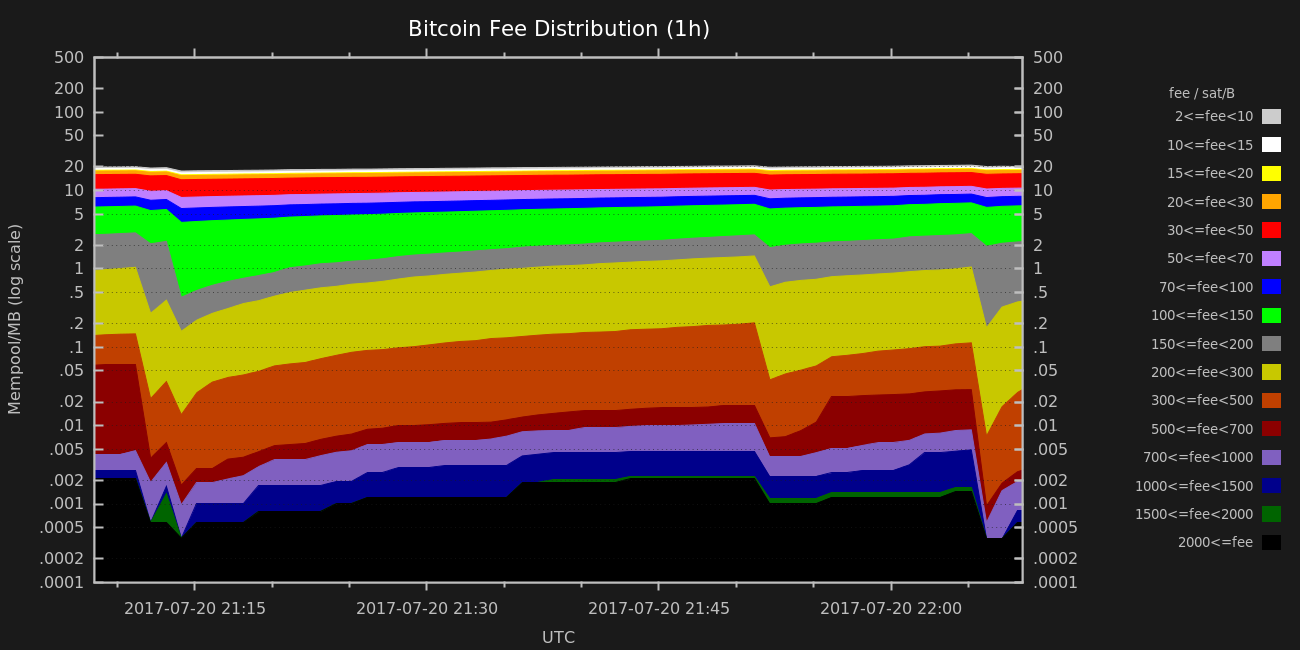 Bitcoin Fee Distribution (1h)
Mempool/MB (log scale)
500
200
100
50
20
10
5
2
1
.5
.2
.1
.05
.02
.01
.005
.002
.001
.0005
.0002
.0001
500
200
100
50
20
10
5
2
1
.5
.2
.1
.05
.02
.01
.005
.002
.001
.0005
.0002
.0001
2017-07-20 21:15 2017-07-20 21:30 2017-07-20 21:45 2017-07-20 22:00
UTC
fee / sat/B
2<=fee<10
10<=fee<15
15<=fee<20
20<=fee<30
30<=fee<50
50<=fee<70
70<=fee<100
100<=fee<150
150<=fee<200
200<=fee<300
300<=fee<500
500<=fee<700
700<=fee<1000
1000<=fee<1500
1500<=fee<2000
2000<=fee